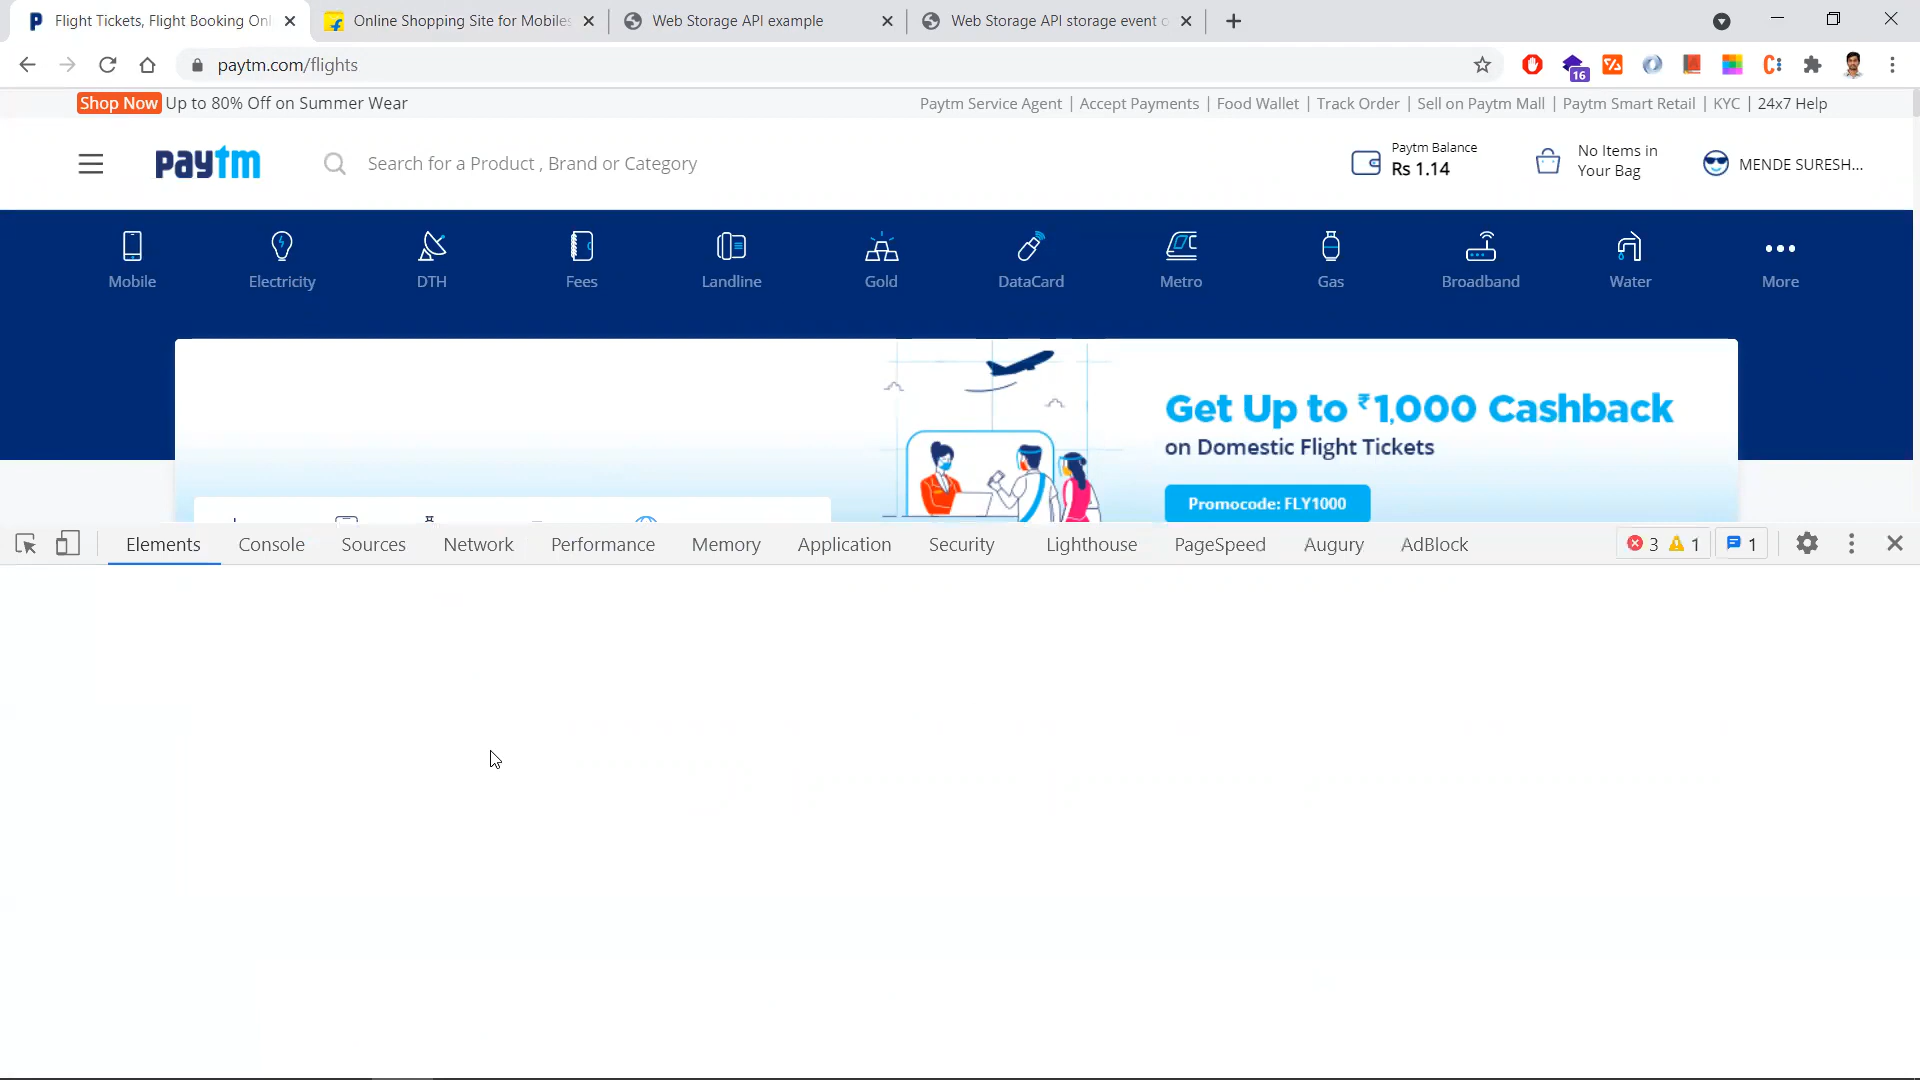 Flight Tickets, Flight Booking Onl
Online Shopping Site for Mobiles
Web Storage API example
Web Storage API storage event o
paytm.com/flights
16
Shop Now Up to 80% Off on Summer Wear
Paytm Service Agent | Accept Payments | Food Wallet | Track Order | Sell on Paytm Mall | Paytm Smart Retail | KYC | 24x7 Help
paytm
Search for a Product , Brand or Category
Paytm Balance
Rs 1.14
No Items in
Your Bag
MENDE SURESH...
Mobile
Electricity
DTH
Fees
Landline
Gold
DataCard
Metro
Gas
Broadband
Water
More
Get Up to ₹1,000 Cashback
on Domestic Flight Tickets
Promocode: FLY1000
Elements
Console
Sources
Network
Performance
Memory
Application
Security
Lighthouse
PageSpeed
Augury
AdBlock
3
1
1